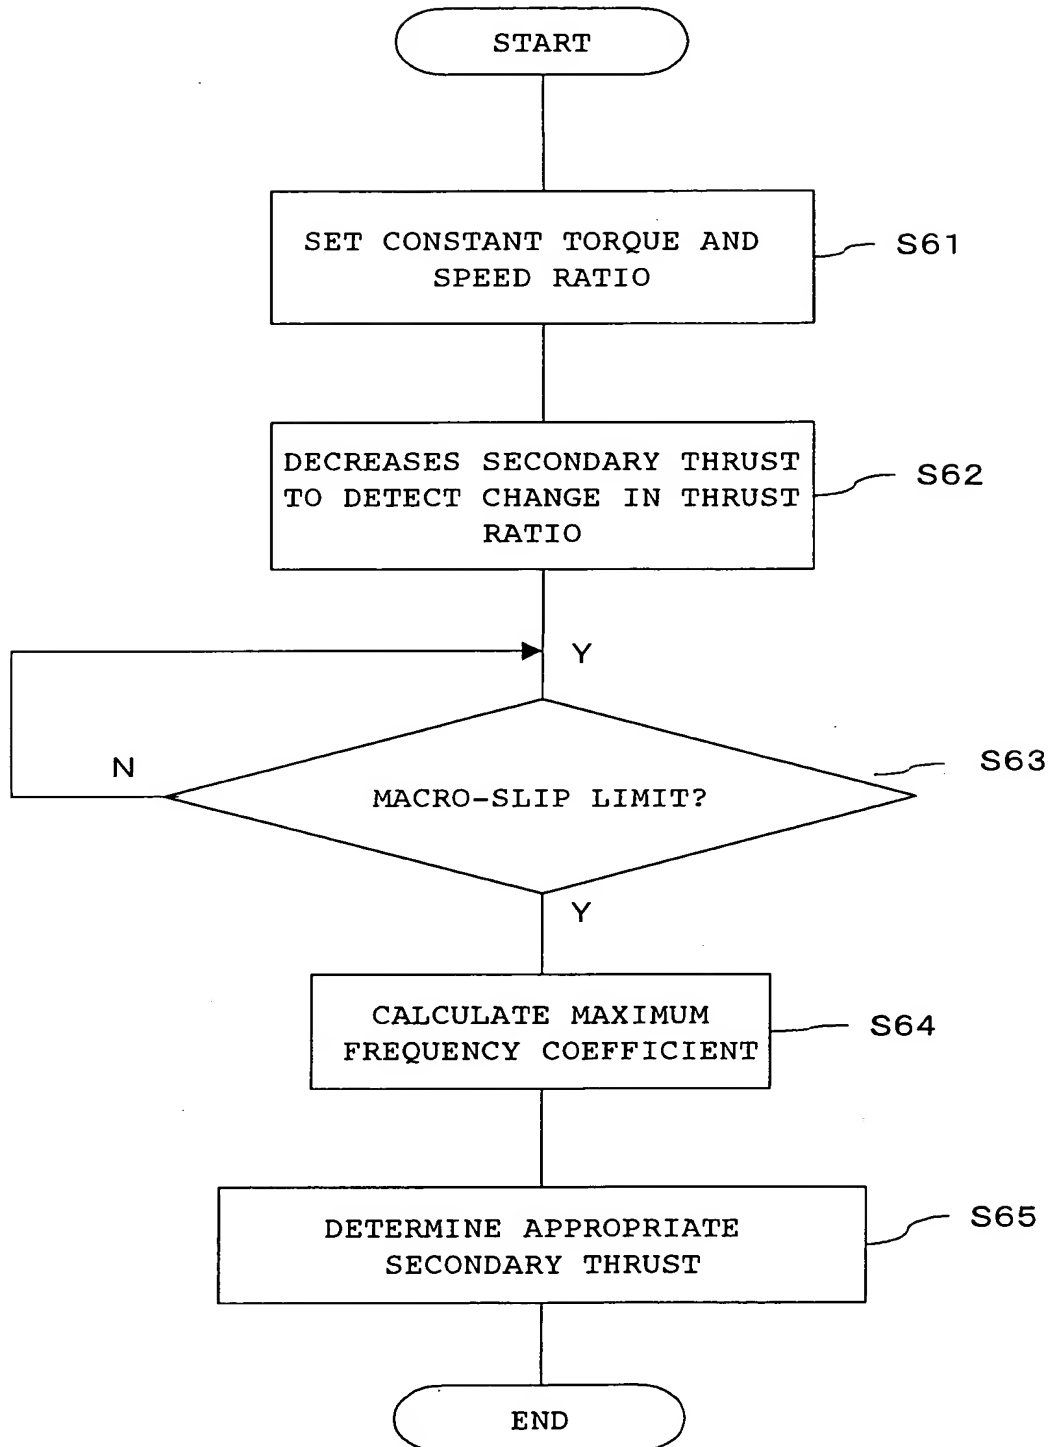 START
SET CONSTANT TORQUE AND
SPEED RATIO
S61
DECREASES SECONDARY THRUST
TO DETECT CHANGE IN THRUST
RATIO
S62
Y
N
MACRO-SLIP LIMIT?
S63
Y
CALCULATE MAXIMUM
FREQUENCY COEFFICIENT
S64
DETERMINE APPROPRIATE
SECONDARY THRUST
S65
END